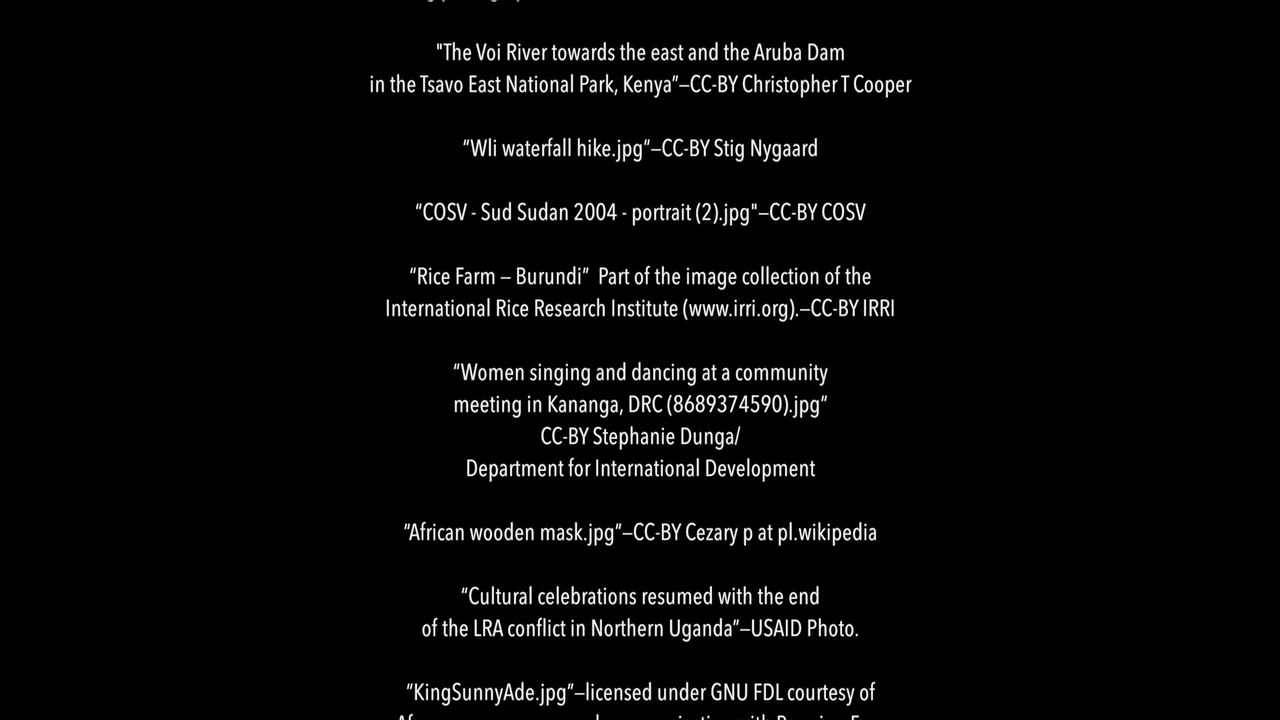 "The Voi River towards the east and the Aruba Dam
in the Tsavo East National Park, Kenya”–CC-BY Christopher T Cooper
“Wli waterfall hike.jpg”–CC-BY Stig Nygaard
“COSV - Sud Sudan 2004 - portrait (2).jpg"–CC-BY COSV
“Rice Farm – Burundi”  Part of the image collection of the
International Rice Research Institute (www.irri.org).–CC-BY IRRI
“Women singing and dancing at a community
meeting in Kananga, DRC (8689374590).jpg“
CC-BY Stephanie Dunga/
Department for International Development
“African wooden mask.jpg”–CC-BY Cezary p at pl.wikipedia
“Cultural celebrations resumed with the end
of the LRA conflict in Northern Uganda”–USAID Photo.
“KingSunnyAde.jpg”–licensed under GNU FDL courtesy of